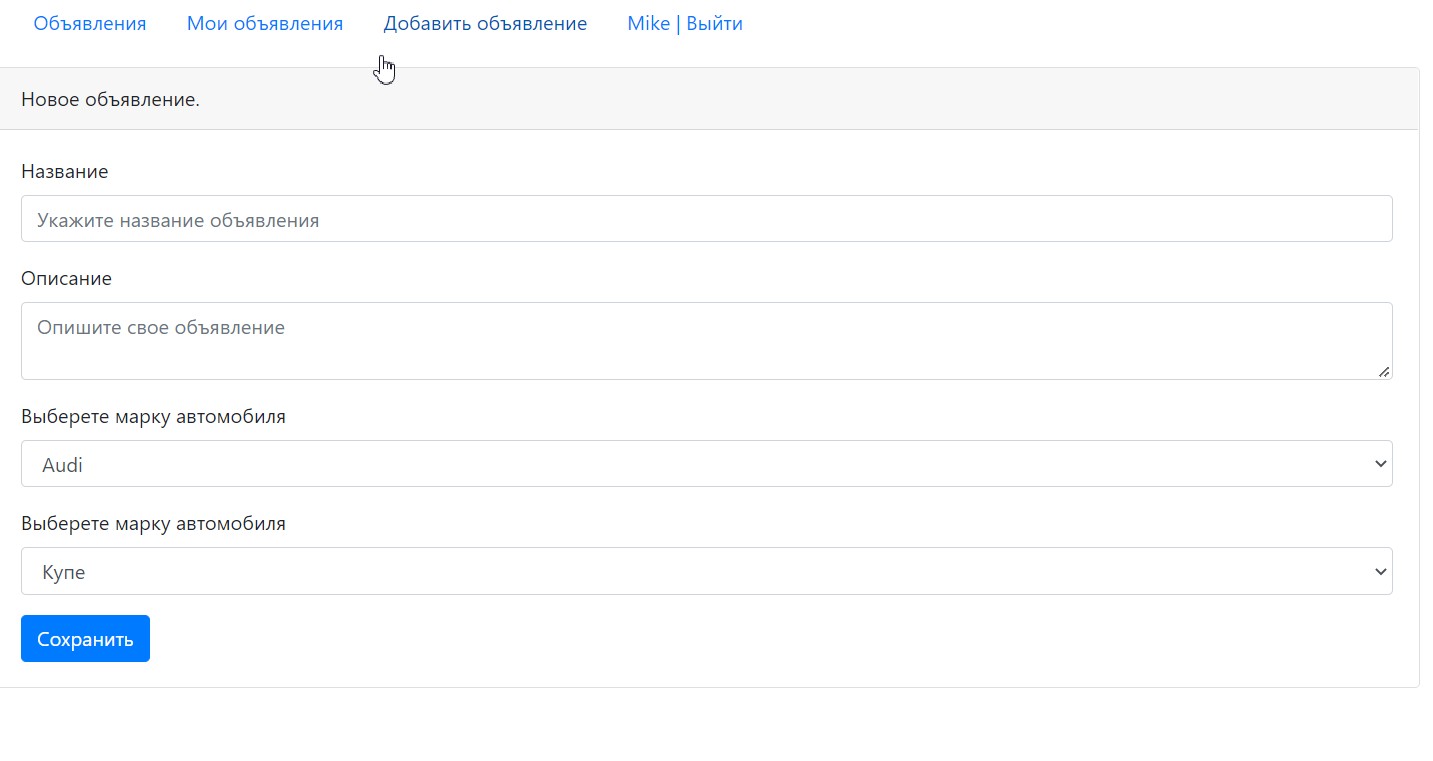 Объявления Мои объявления Добавить объявление Mike | Выйти
Новое объявление.
Название
Укажите название объявления
Описание
Опишите свое объявление
Выберете марку автомобиля
Audi
Выберете марку автомобиля
Купе
Сохранить